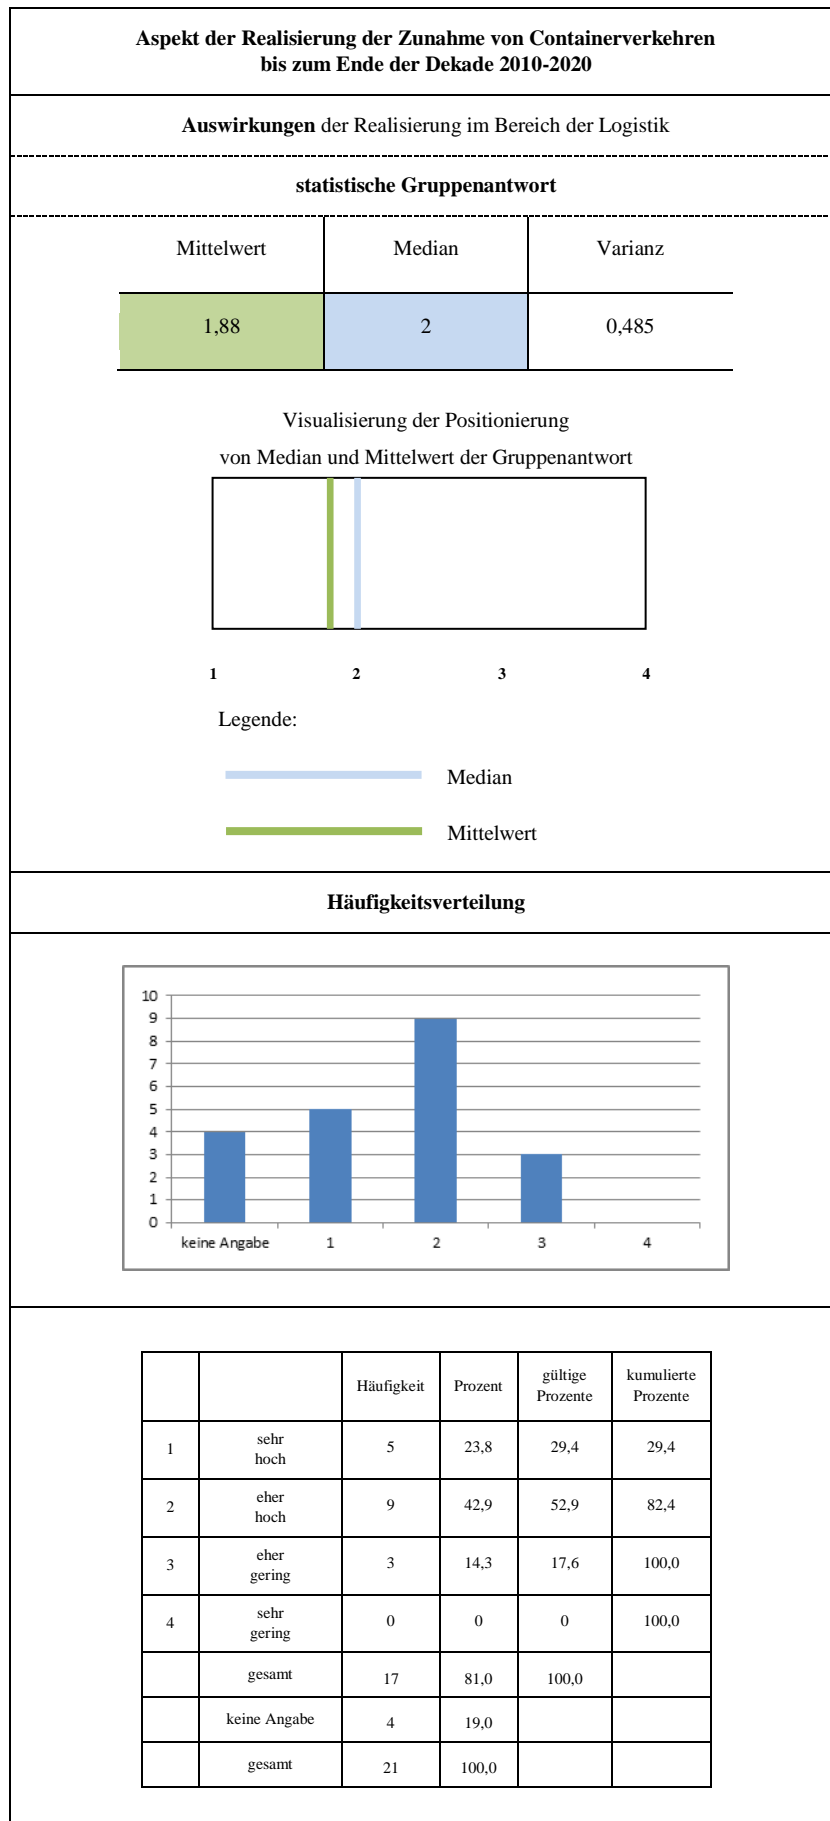 Aspekt der Realisierung der Zunahme von Containerverkehren
bis zum Ende der Dekade 2010-2020
Auswirkungen der Realisierung im Bereich der Logistik
statistische Gruppenantwort
Mittelwert Median Varianz
1,88 2 0,485
Visualisierung der Positionierung
von Median und Mittelwert der Gruppenantwort
1 2 3 4
Legende:
Median
Mittelwert
Häufigkeitsverteilung
10
9
8
7
6
5
4
3
2
1
0
keine Angabe 1 2 3 4
Häufigkeit Prozent gültige Prozente kumulierte Prozente
1 sehr hoch 5 23,8 29,4 29,4
2 eher hoch 9 42,9 52,9 82,4
3 eher gering 3 14,3 17,6 100,0
4 sehr gering 0 0 0 100,0
gesamt 17 81,0 100,0
keine Angabe 4 19,0
gesamt 21 100,0